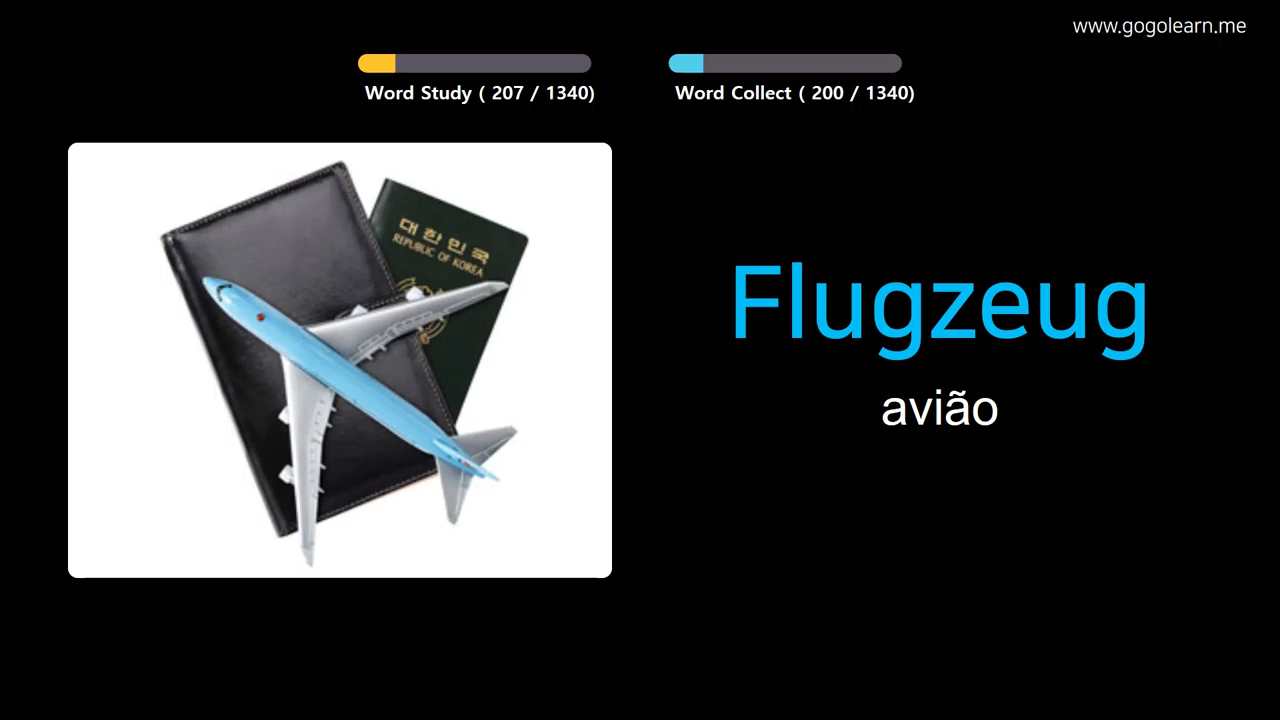 www.gogolearn.me
Word Study ( 207 / 1340)
Word Collect ( 200 / 1340)
대한민국
REPUBLIC OF KOREA
Flugzeug
avião